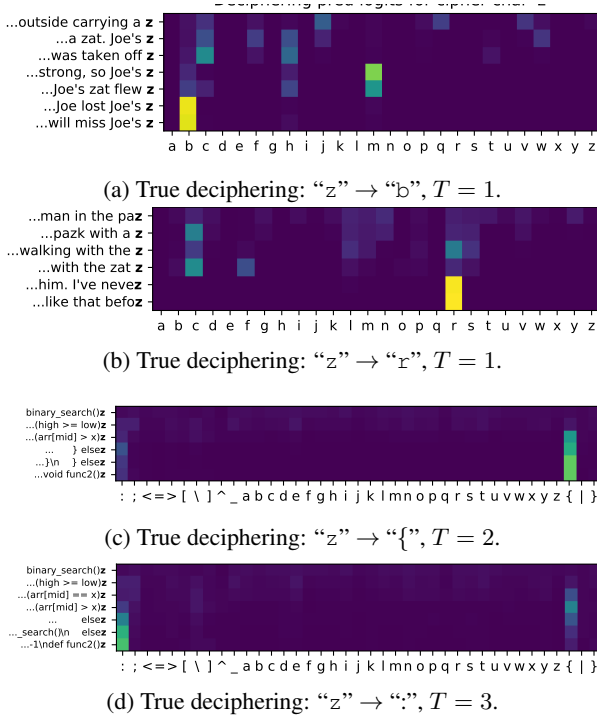 Deciphering pred logits for cipher char z
...outside carrying a z
...a zat. Joe's z
...was taken off z
...strong, so Joe's z
...Joe's zat flew z
...Joe lost Joe's z
...will miss Joe's z
a b c d e f g h i j k l m n o p q r s t u v w x y z
(a) True deciphering: “z” → “b”, T = 1.
...man in the paz
...pazk with a z
...walking with the z
...with the zat z
...him. I've nevez
...like that befoz
a b c d e f g h i j k l m n o p q r s t u v w x y z
(b) True deciphering: “z” → “r”, T = 1.
binary_search()z
...(high >= low)z
...(arr[mid] > x)z
... } elsez
...}\n } elsez
...void func2()z
: ; < = > [ \ ] ^ _ a b c d e f g h i j k l m n o p q r s t u v w x y z { | }
(c) True deciphering: “z” → “{”, T = 2.
binary_search()z
...(high >= low)z
...(arr[mid] == x)z
...(arr[mid] > x)z
... elsez
..._search()\n elsez
...-1\ndef func2()z
: ; < = > [ \ ] ^ _ a b c d e f g h i j k l m n o p q r s t u v w x y z { | }
(d) True deciphering: “z” → “:”, T = 3.